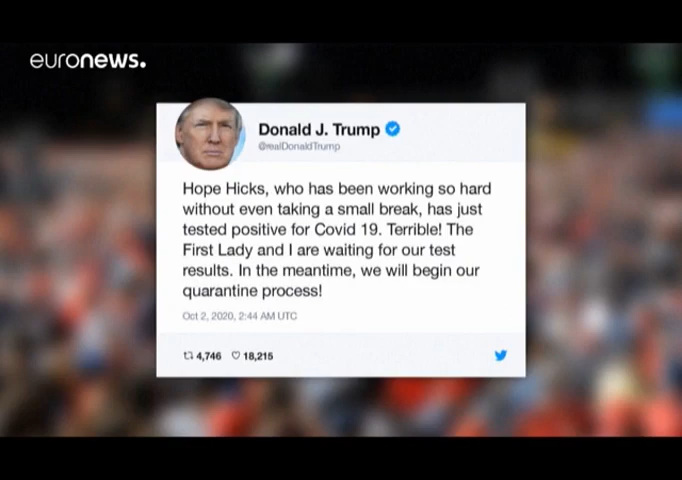 euronews.
Donald J. Trump
@realDonaldTrump
Hope Hicks, who has been working so hard
without even taking a small break, has just
tested positive for Covid 19. Terrible! The
First Lady and I are waiting for our test
results. In the meantime, we will begin our
quarantine process!
Oct 2, 2020, 2:44 AM UTC
4,746 18,215